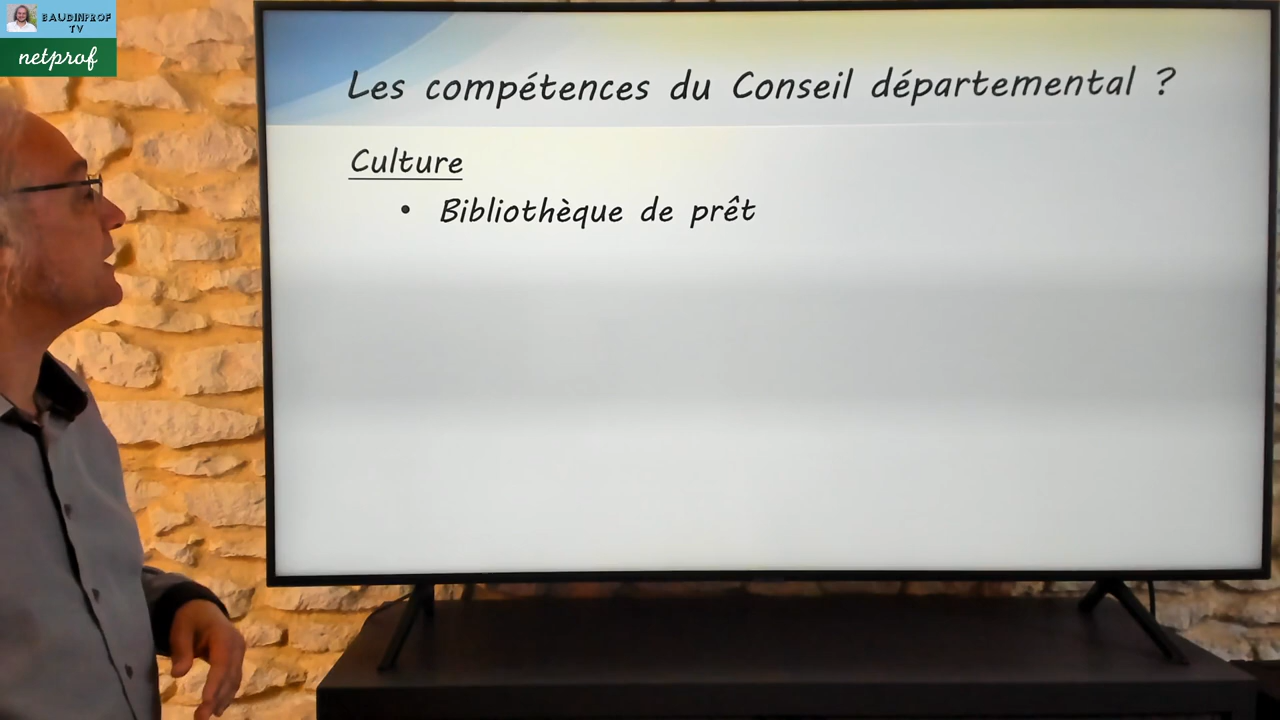 BAUDINPROF
TV
netprof
Les compétences du Conseil départemental ?
Culture
• Bibliothèque de prêt